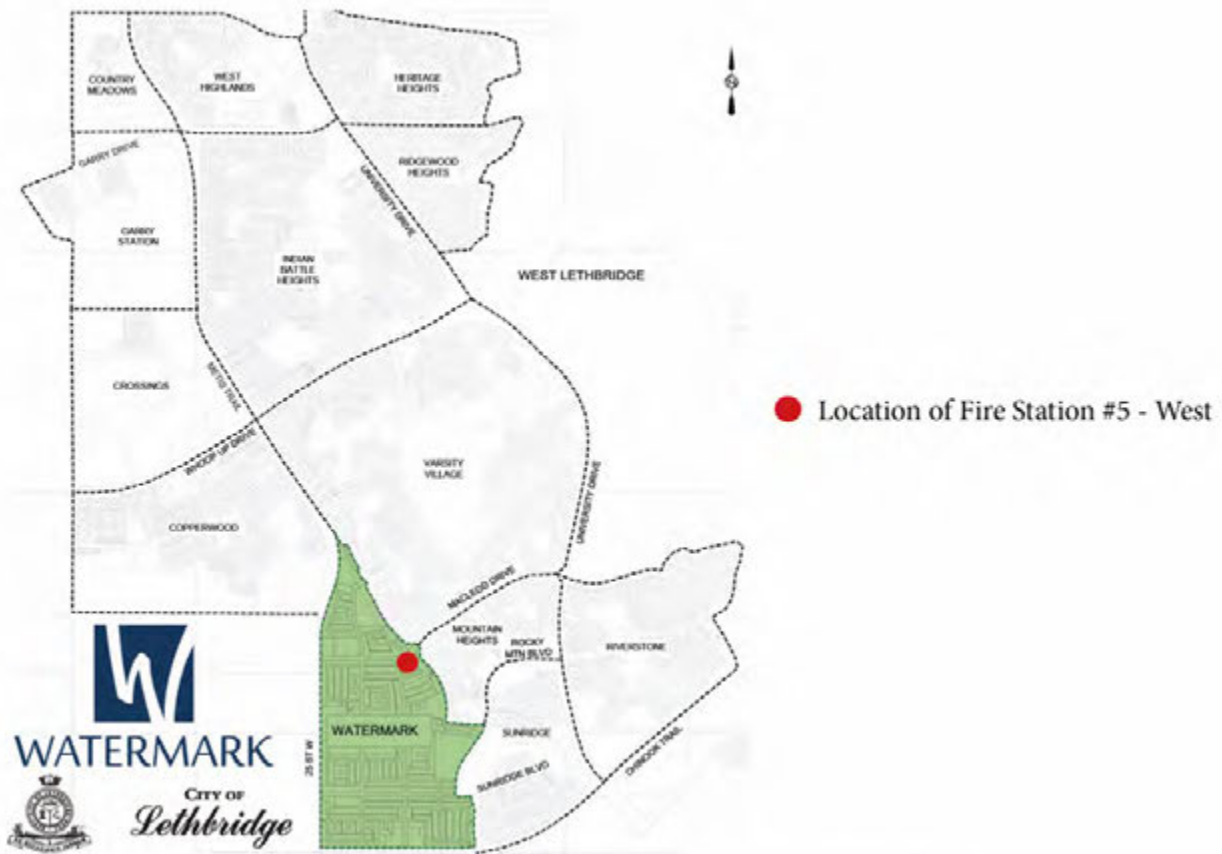 COUNTRY
MEADOWS
WEST
HIGHLANDS
HERITAGE
HEIGHTS
GARRY DRIVE
RIDGEWOOD
HEIGHTS
UNIVERSITY DRIVE
GARRY
STATION
INDIAN
BATTLE
HEIGHTS
WEST LETHBRIDGE
CROSSINGS
METIS TRAIL
Location of Fire Station #5 - West
WHOOP UP DRIVE
VARSITY
VILLAGE
UNIVERSITY DRIVE
COPPERWOOD
MACLEOD DRIVE
MOUNTAIN
HEIGHTS
ROCKY
MTN BLVD
RIVERSTONE
W
WATERMARK
25 ST W
WATERMARK
SUNRIDGE
SUNRIDGE BLVD
CHINOOK TRAIL
CITY OF
Lethbridge